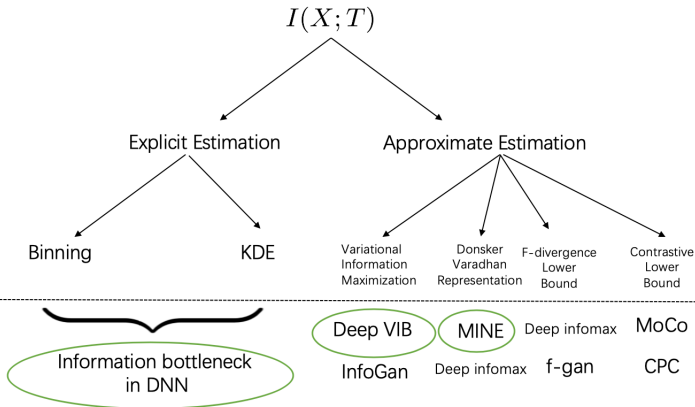 I(X;T)
Explicit Estimation
Approximate Estimation
Binning
KDE
Variational
Information
Maximization
Donsker
Varadhan
Representation
F-divergence
Lower
Bound
Contrastive
Lower
Bound
Information bottleneck
in DNN
Deep VIB
InfoGan
MINE
Deep infomax
Deep infomax
f-gan
MoCo
CPC